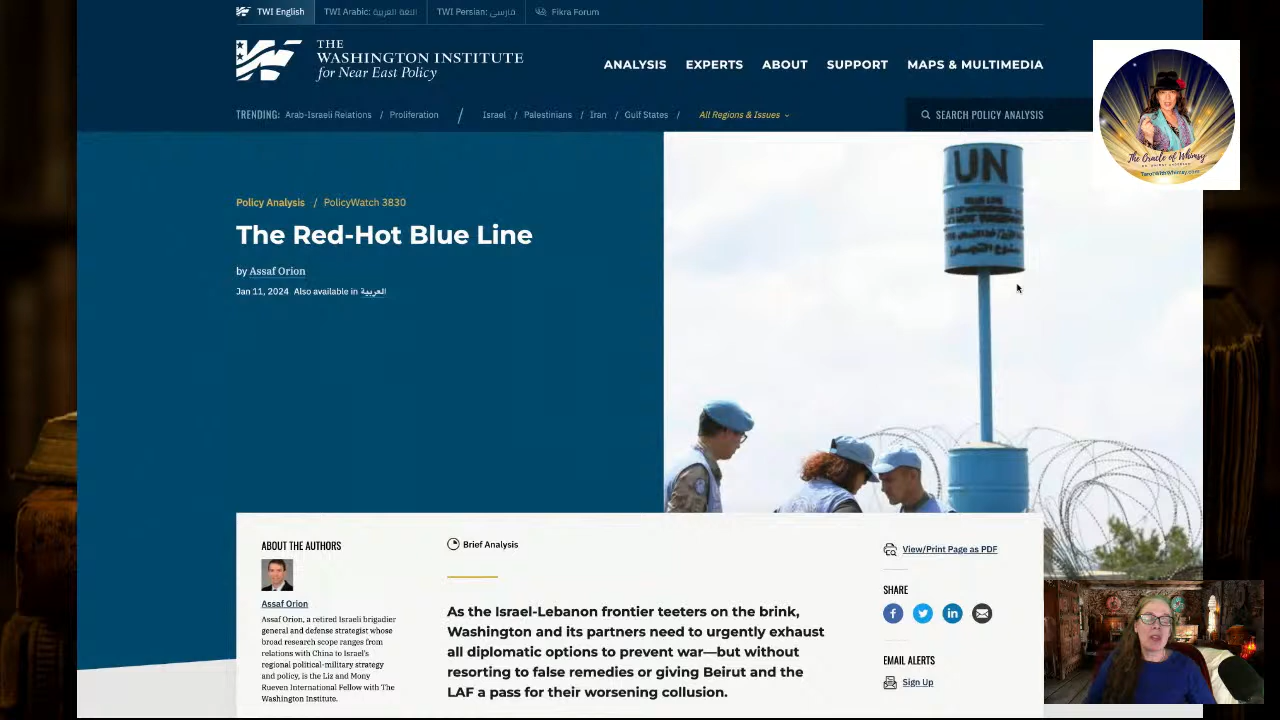 TWI English
TWI Arabic: اللغة العربية
TWI Persian: فارسی
Fikra Forum
THE
WASHINGTON INSTITUTE
for Near East Policy
ANALYSIS
EXPERTS
ABOUT
SUPPORT
MAPS & MULTIMEDIA
TRENDING: Arab-Israeli Relations / Proliferation / Israel / Palestinians / Iran / Gulf States / All Regions & Issues
SEARCH POLICY ANALYSIS
The Oracle of Whimsy
TarotWithWhimsy.com
Policy Analysis / PolicyWatch 3830
The Red-Hot Blue Line
by Assaf Orion
Jan 11, 2024 Also available in العربية
UN
BLUE LINE
ABOUT THE AUTHORS
Assaf Orion
Assaf Orion, a retired Israeli brigadier
general and defense strategist whose
broad research scope ranges from
relations with China to Israel's
regional political-military strategy
and policy, is the Liz and Mony
Rueven International Fellow with The
Washington Institute.
Brief Analysis
As the Israel-Lebanon frontier teeters on the brink,
Washington and its partners need to urgently exhaust
all diplomatic options to prevent war—but without
resorting to false remedies or giving Beirut and the
LAF a pass for their worsening collusion.
View/Print Page as PDF
SHARE
EMAIL ALERTS
Sign Up